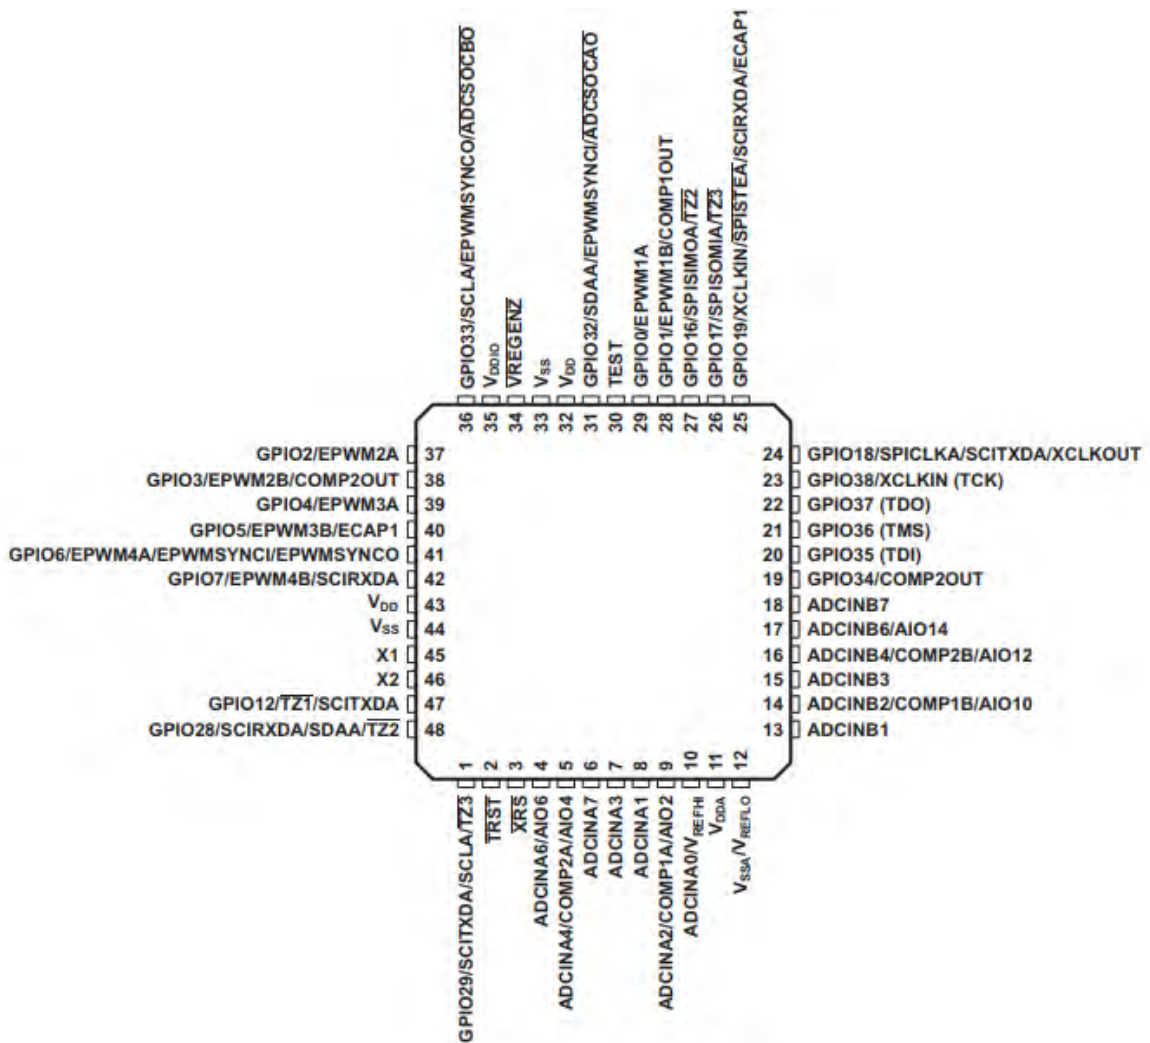 GPIO33/SCLA/EPWMSYNCO/ADCSOCBO
VDDIO
VREGENZ
VSS
VDD
GPIO32/SDAA/EPWMSYNCI/ADCSOCAO
TEST
GPIO0/EPWM1A
GPIO1/EPWM1B/COMP1OUT
GPIO16/SPISIMOA/TZ2
GPIO17/SPISOMIA/TZ3
GPIO19/XCLKIN/SPISTEA/SCIRXDA/ECAP1
36
35
34
33
32
31
30
29
28
27
26
25
GPIO2/EPWM2A 37
GPIO3/EPWM2B/COMP2OUT 38
GPIO4/EPWM3A 39
GPIO5/EPWM3B/ECAP1 40
GPIO6/EPWM4A/EPWMSYNCI/EPWMSYNCO 41
GPIO7/EPWM4B/SCIRXDA 42
VDD 43
VSS 44
X1 45
X2 46
GPIO12/TZ1/SCITXDA 47
GPIO28/SCIRXDA/SDAA/TZ2 48
24 GPIO18/SPICLKA/SCITXDA/XCLKOUT
23 GPIO38/XCLKIN (TCK)
22 GPIO37 (TDO)
21 GPIO36 (TMS)
20 GPIO35 (TDI)
19 GPIO34/COMP2OUT
18 ADCINB7
17 ADCINB6/AIO14
16 ADCINB4/COMP2B/AIO12
15 ADCINB3
14 ADCINB2/COMP1B/AIO10
13 ADCINB1
1
2
3
4
5
6
7
8
9
10
11
12
GPIO29/SCITXDA/SCLA/TZ3
TRST
XRS
ADCINA6/AIO6
ADCINA4/COMP2A/AIO4
ADCINA7
ADCINA3
ADCINA1
ADCINA2/COMP1A/AIO2
ADCINA0/VREFHI
VDDA
VSSA/VREFLO